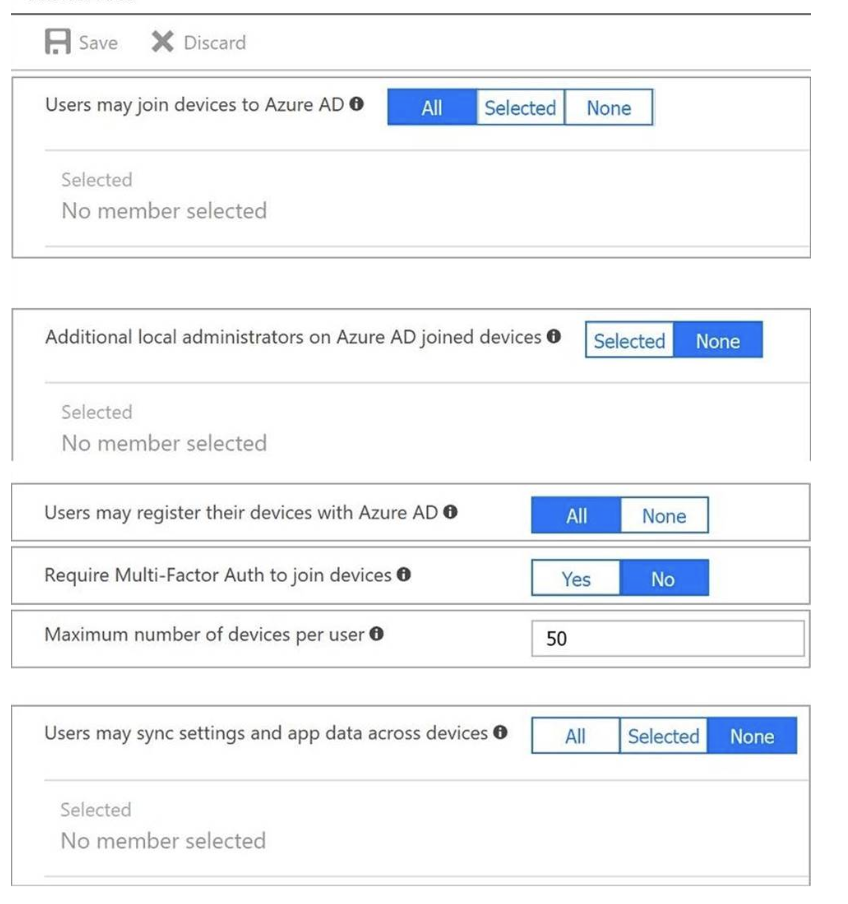 Save Discard
Users may join devices to Azure AD All Selected None
Selected
No member selected
Additional local administrators on Azure AD joined devices Selected None
Selected
No member selected
Users may register their devices with Azure AD All None
Require Multi-Factor Auth to join devices Yes No
Maximum number of devices per user 50
Users may sync settings and app data across devices All Selected None
Selected
No member selected